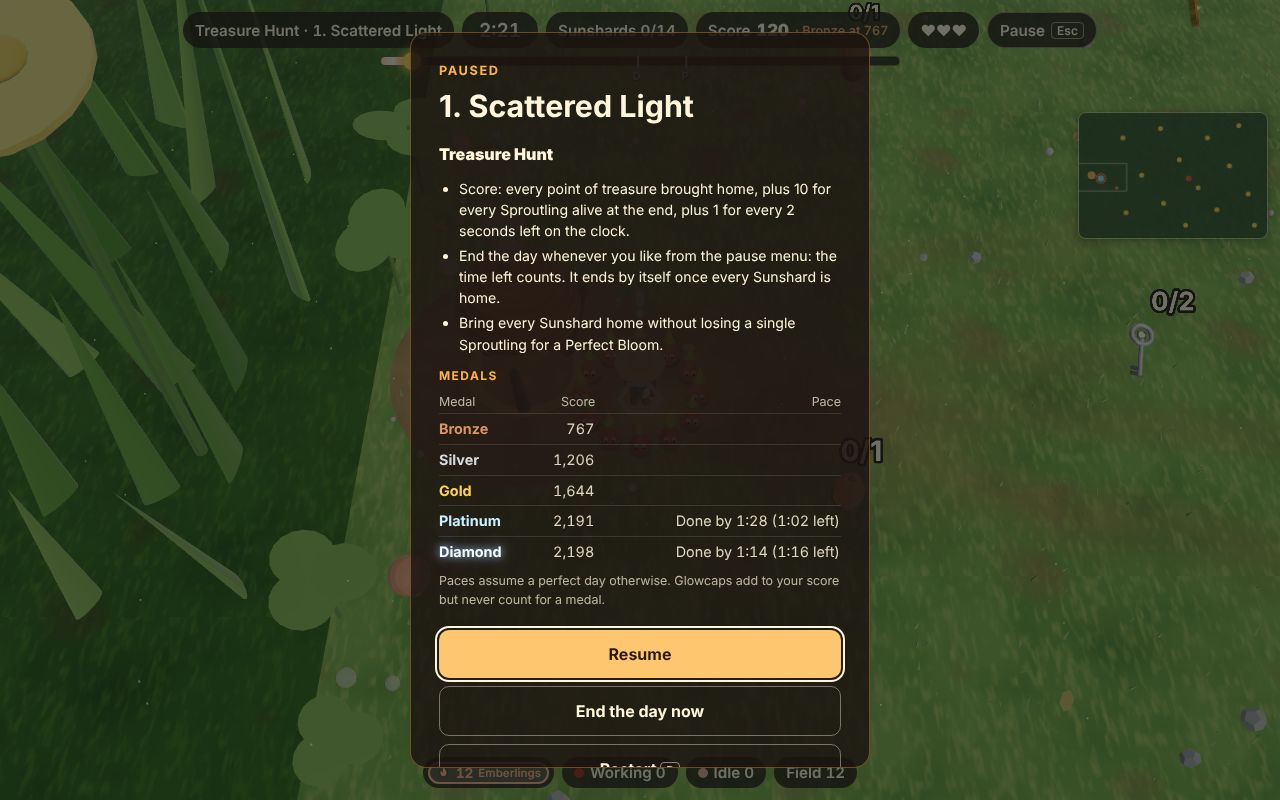 Treasure Hunt · 1. Scattered Light
2:21
Sunshards 0/14
Score 120 · Bronze at 767
0/1
♥♥♥
Pause Esc
D P
PAUSED
1. Scattered Light
Treasure Hunt
• Score: every point of treasure brought home, plus 10 for
every Sproutling alive at the end, plus 1 for every 2
seconds left on the clock.
• End the day whenever you like from the pause menu: the
time left counts. It ends by itself once every Sunshard is
home.
• Bring every Sunshard home without losing a single
Sproutling for a Perfect Bloom.
MEDALS
Medal Score Pace
Bronze 767
Silver 1,206
Gold 1,644
Platinum 2,191 Done by 1:28 (1:02 left)
Diamond 2,198 Done by 1:14 (1:16 left)
Paces assume a perfect day otherwise. Glowcaps add to your score
but never count for a medal.
Resume
End the day now
Restart
0/2
0/1
12 Emberlings
Working 0
Idle 0
Field 12